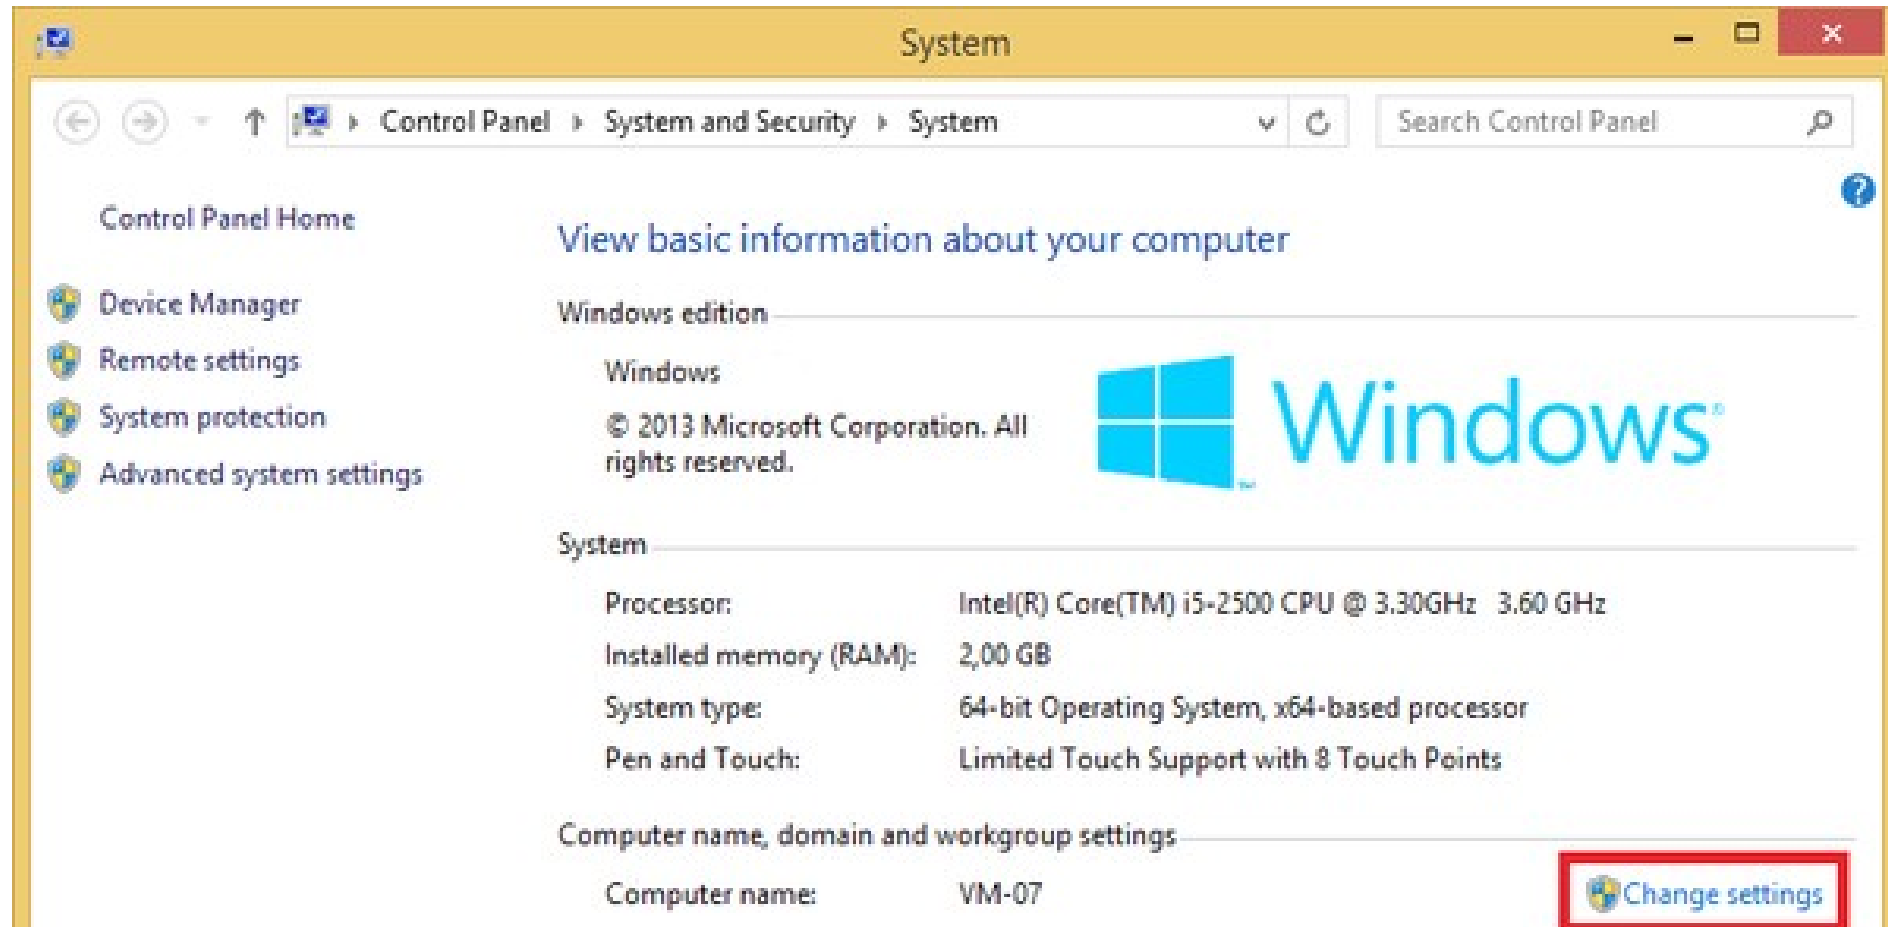 System
Control Panel System and Security System Search Control Panel
Control Panel Home
Device Manager
Remote settings
System protection
Advanced system settings
View basic information about your computer
Windows edition
Windows
© 2013 Microsoft Corporation. All
rights reserved.
Windows®
System
Processor: Intel(R) Core(TM) i5-2500 CPU @ 3.30GHz 3.60 GHz
Installed memory (RAM): 2,00 GB
System type: 64-bit Operating System, x64-based processor
Pen and Touch: Limited Touch Support with 8 Touch Points
Computer name, domain and workgroup settings
Computer name: VM-07 Change settings